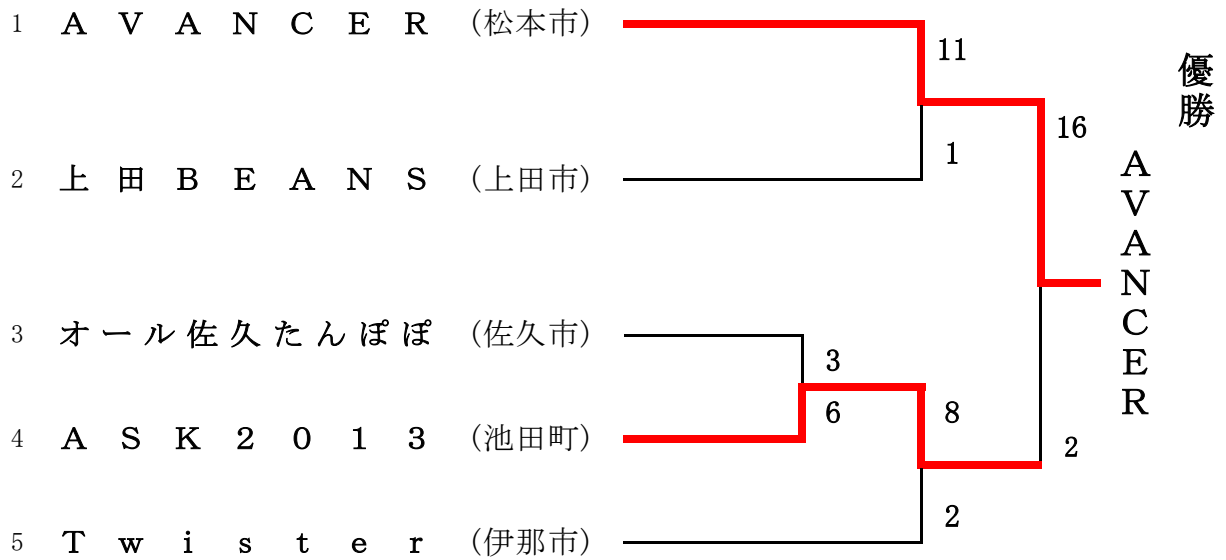 1 AVANCER (松本市)
11
優勝
16
1
2 上田BEANS (上田市)
AVANCER
3 オール佐久たんぽぽ (佐久市)
3
6
8
4 ASK2013 (池田町)
2
2
5 Twister (伊那市)